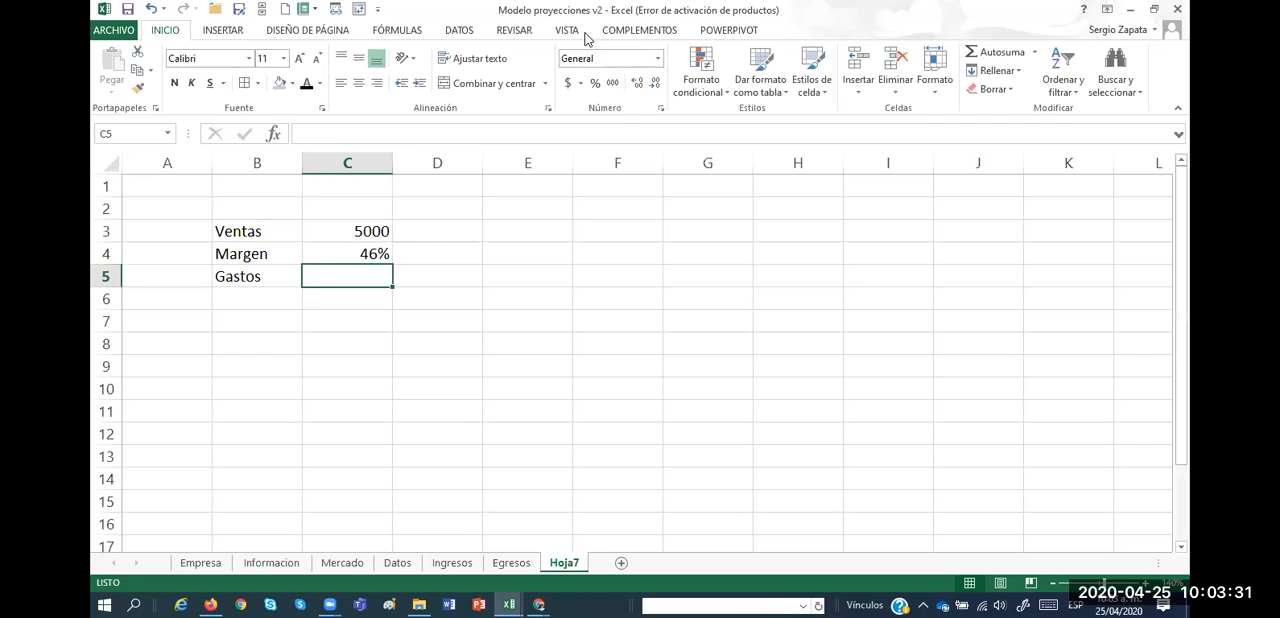 Modelo proyecciones v2 - Excel (Error de activación de productos)
ARCHIVO INICIO INSERTAR DISEÑO DE PÁGINA FÓRMULAS DATOS REVISAR VISTA COMPLEMENTOS POWERPIVOT Sergio Zapata
Pegar
Calibri 11
N K S
Ajustar texto
Combinar y centrar
General
$ % 000
Formato condicional
Dar formato como tabla
Estilos de celda
Insertar Eliminar Formato
Autosuma
Rellenar
Borrar
Ordenar y filtrar
Buscar y seleccionar
Portapapeles Fuente Alineación Número Estilos Celdas Modificar
C5 fx
A B C D E F G H I J K L
1
2
3 Ventas 5000
4 Margen 46%
5 Gastos
6
7
8
9
10
11
12
13
14
15
16
17
Empresa Informacion Mercado Datos Ingresos Egresos Hoja7
LISTO
Vínculos ESP
25/04/2020
2020-04-25 10:03:31